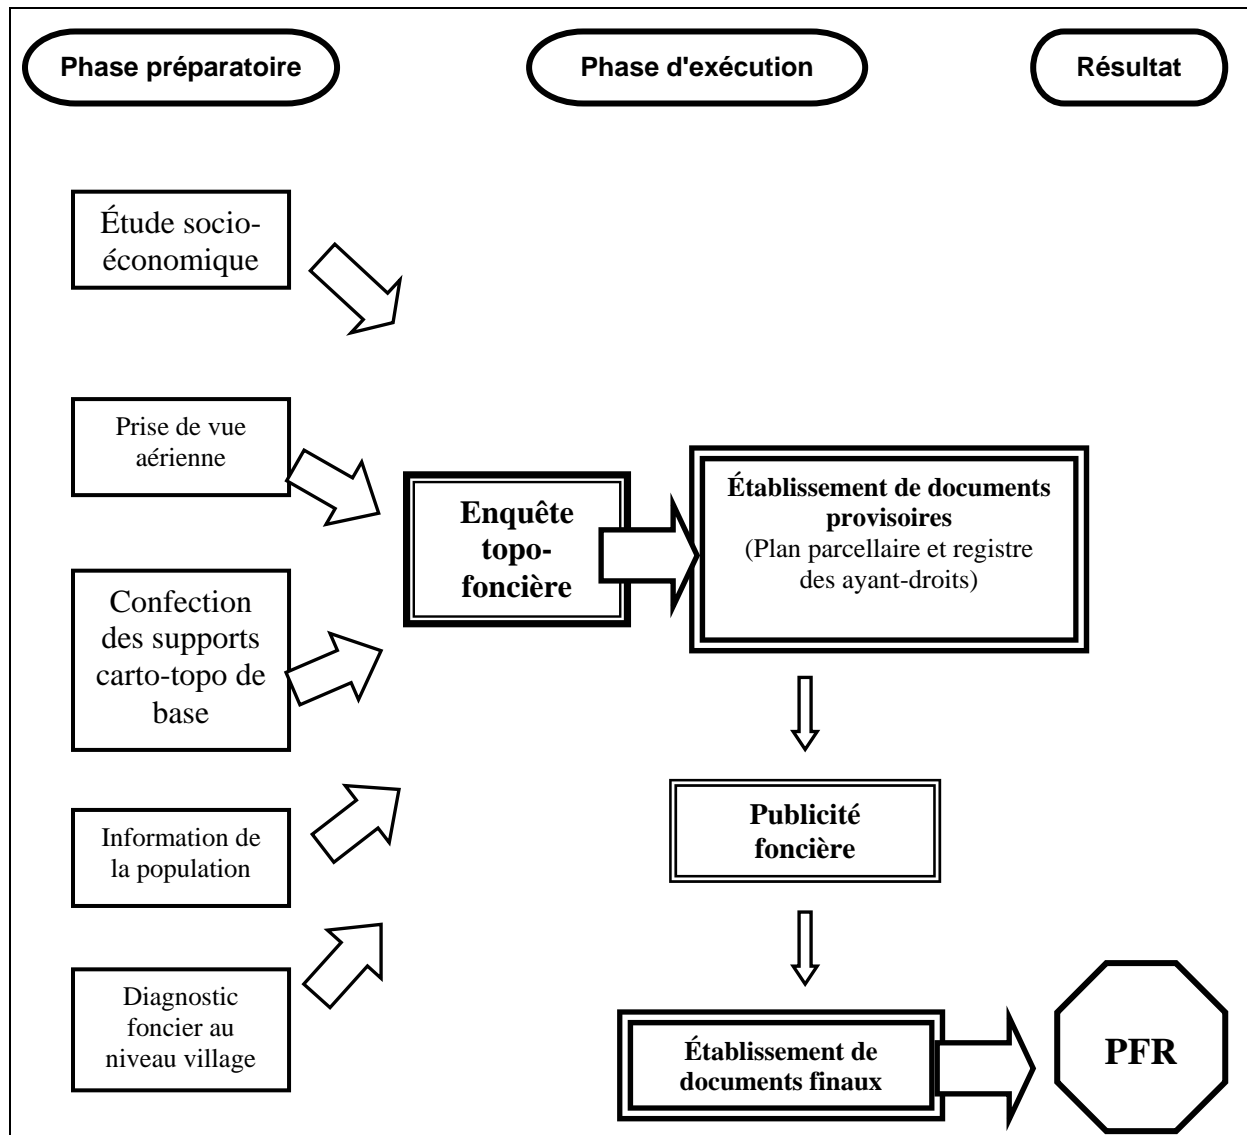 Phase préparatoire
Phase d'exécution
Résultat
Étude socio-
économique
Prise de vue
aérienne
Confection
des supports
carto-topo de
base
Information de
la population
Diagnostic
foncier au
niveau village
Enquête
topo-
foncière
Établissement de documents
provisoires
(Plan parcellaire et registre
des ayant-droits)
Publicité
foncière
Établissement de
documents finaux
PFR